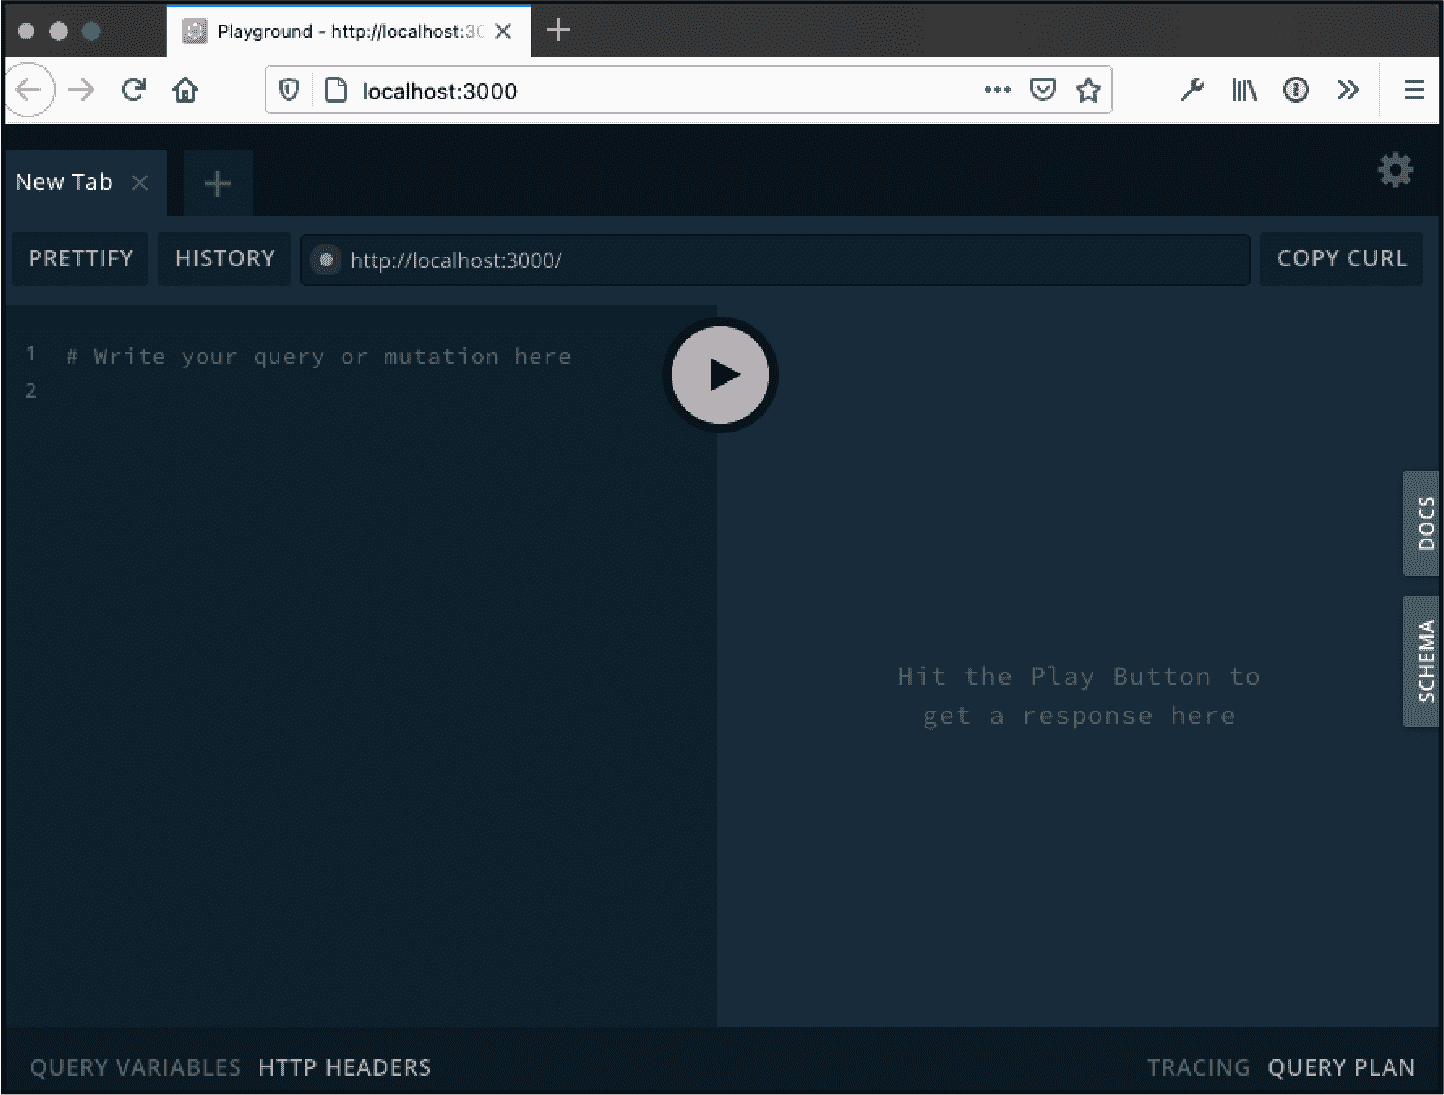 Playground - http://localhost:30
localhost:3000
New Tab
PRETTIFY
HISTORY
http://localhost:3000/
COPY CURL
1 # Write your query or mutation here
2
Hit the Play Button to
get a response here
DOCS
SCHEMA
QUERY VARIABLES HTTP HEADERS
TRACING QUERY PLAN